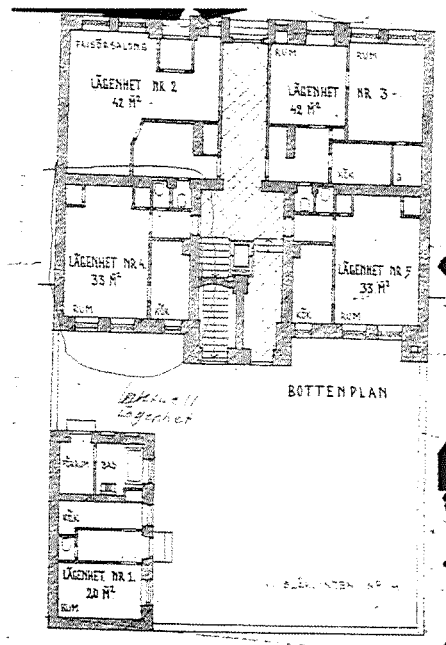 FRISÖRSALONG
RUM
RUM
LÄGENHET NR 2
42 M²
LÄGENHET NR 3
42 M²
KÖK
LÄGENHET NR 4
33 M²
LÄGENHET NR 5
33 M²
RUM
KÖK
KÖK
RUM
BOTTENPLAN
Lägenhet
FÖRRUM
BAD
KÖK
LÄGENHET NR 1
20 M²
RUM